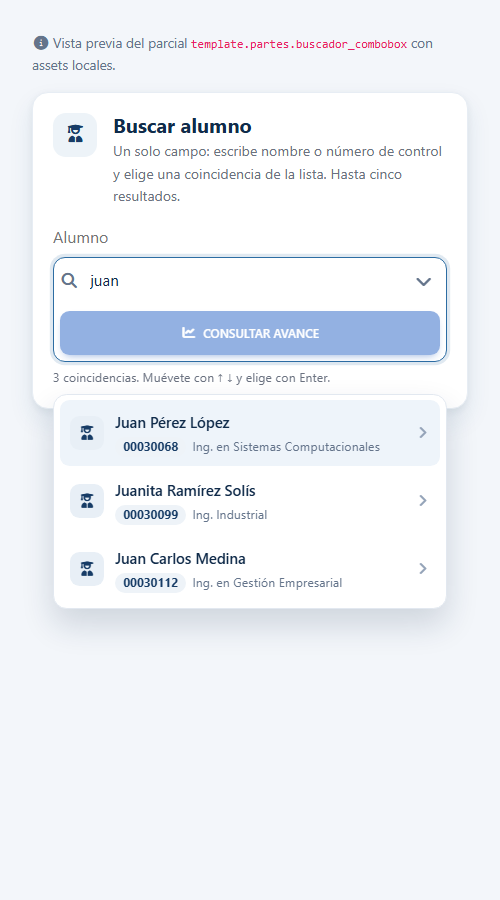 Vista previa del parcial template.partes.buscador_combobox con
assets locales.
Buscar alumno
Un solo campo: escribe nombre o número de control
y elige una coincidencia de la lista. Hasta cinco
resultados.
Alumno
juan
CONSULTAR AVANCE
3 coincidencias. Muévete con ↑ ↓ y elige con Enter.
Juan Pérez López
00030068 Ing. en Sistemas Computacionales
Juanita Ramírez Solís
00030099 Ing. Industrial
Juan Carlos Medina
00030112 Ing. en Gestión Empresarial